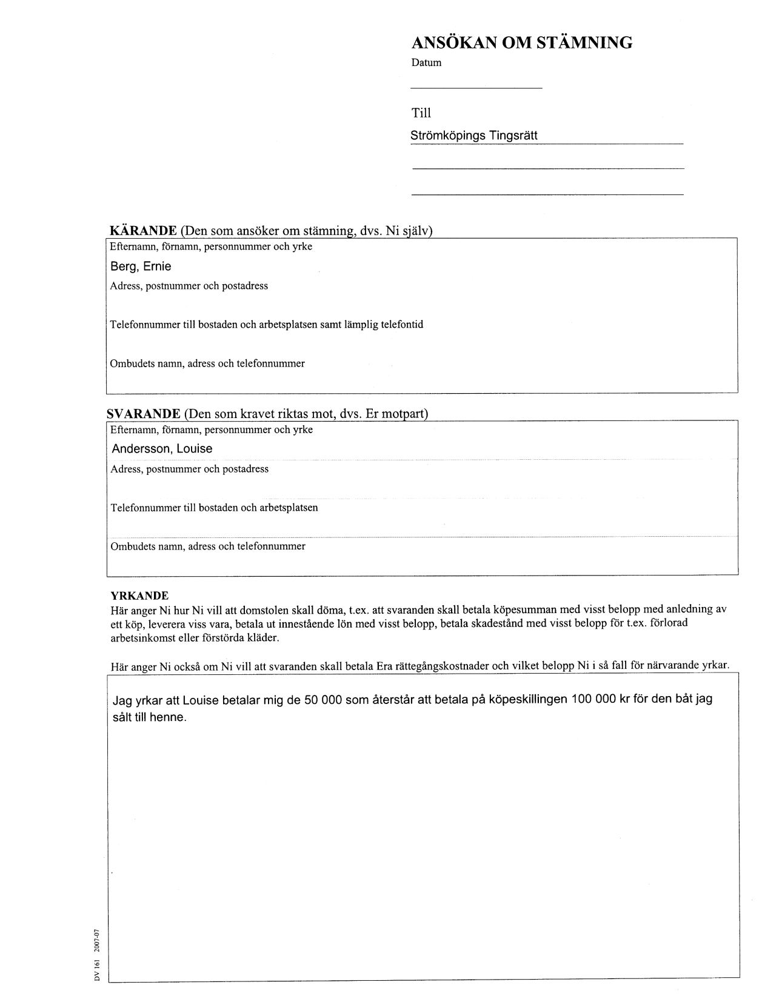 ANSÖKAN OM STÄMNING
Datum
Till
Strömköpings Tingsrätt
KÄRANDE (Den som ansöker om stämning, dvs. Ni själv)
Efternamn, förnamn, personnummer och yrke
Berg, Ernie
Adress, postnummer och postadress
Telefonnummer till bostaden och arbetsplatsen samt lämplig telefontid
Ombudets namn, adress och telefonnummer
SVARANDE (Den som kravet riktas mot, dvs. Er motpart)
Efternamn, förnamn, personnummer och yrke
Andersson, Louise
Adress, postnummer och postadress
Telefonnummer till bostaden och arbetsplatsen
Ombudets namn, adress och telefonnummer
YRKANDE
Här anger Ni hur Ni vill att domstolen skall döma, t.ex. att svaranden skall betala köpesumman med visst belopp med anledning av
ett köp, leverera viss vara, betala ut innestående lön med visst belopp, betala skadestånd med visst belopp för t.ex. förlorad
arbetsinkomst eller förstörda kläder.
Här anger Ni också om Ni vill att svaranden skall betala Era rättegångskostnader och vilket belopp Ni i så fall för närvarande yrkar.
Jag yrkar att Louise betalar mig de 50 000 som återstår att betala på köpeskillingen 100 000 kr för den båt jag
sålt till henne.
DV 161 2007-07